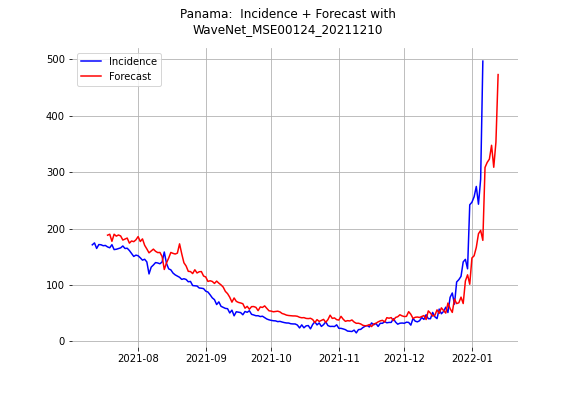 Panama:  Incidence + Forecast with
WaveNet_MSE00124_20211210
Incidence
Forecast
500
400
300
200
100
0
2021-08 2021-09 2021-10 2021-11 2021-12 2022-01